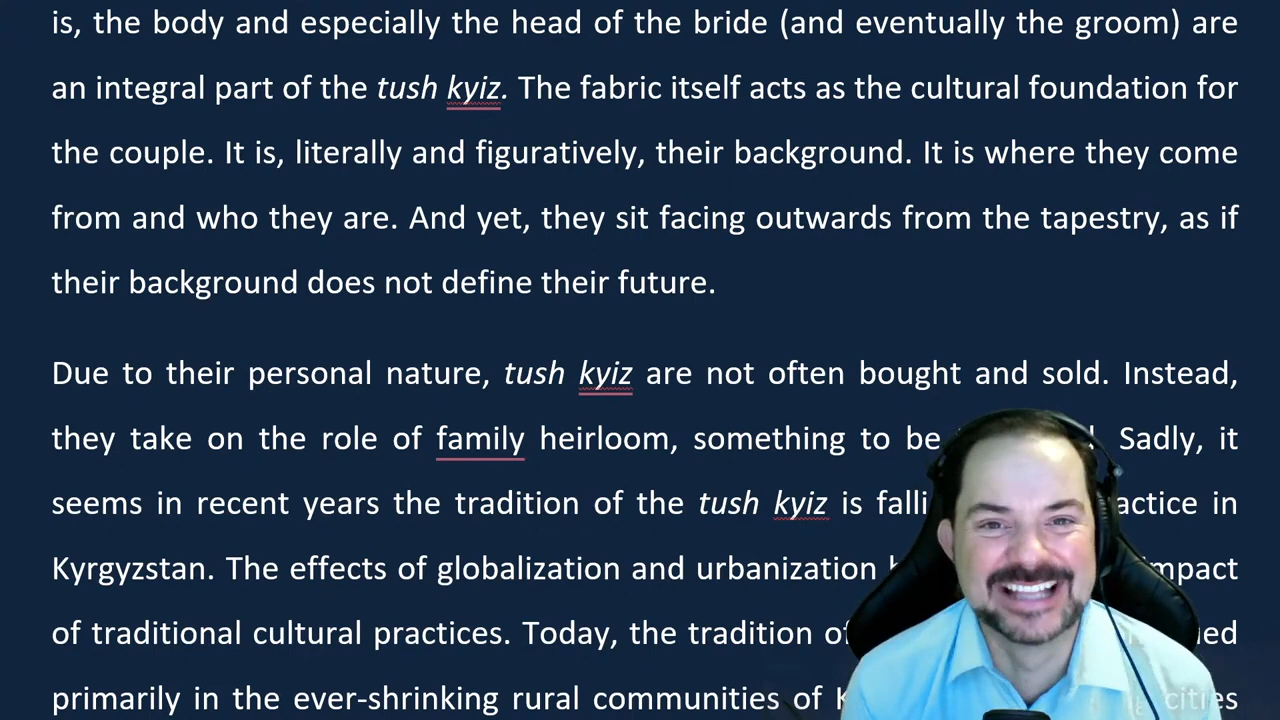 is, the body and especially the head of the bride (and eventually the groom) are
an integral part of the tush kyiz. The fabric itself acts as the cultural foundation for
the couple. It is, literally and figuratively, their background. It is where they come
from and who they are. And yet, they sit facing outwards from the tapestry, as if
their background does not define their future.
Due to their personal nature, tush kyiz are not often bought and sold. Instead,
they take on the role of family heirloom, something to be Sadly, it
seems in recent years the tradition of the tush kyiz is in
Kyrgyzstan. The effects of globalization and urbanization
of traditional cultural practices. Today, the tradition
primarily in the ever-shrinking rural communities of cities